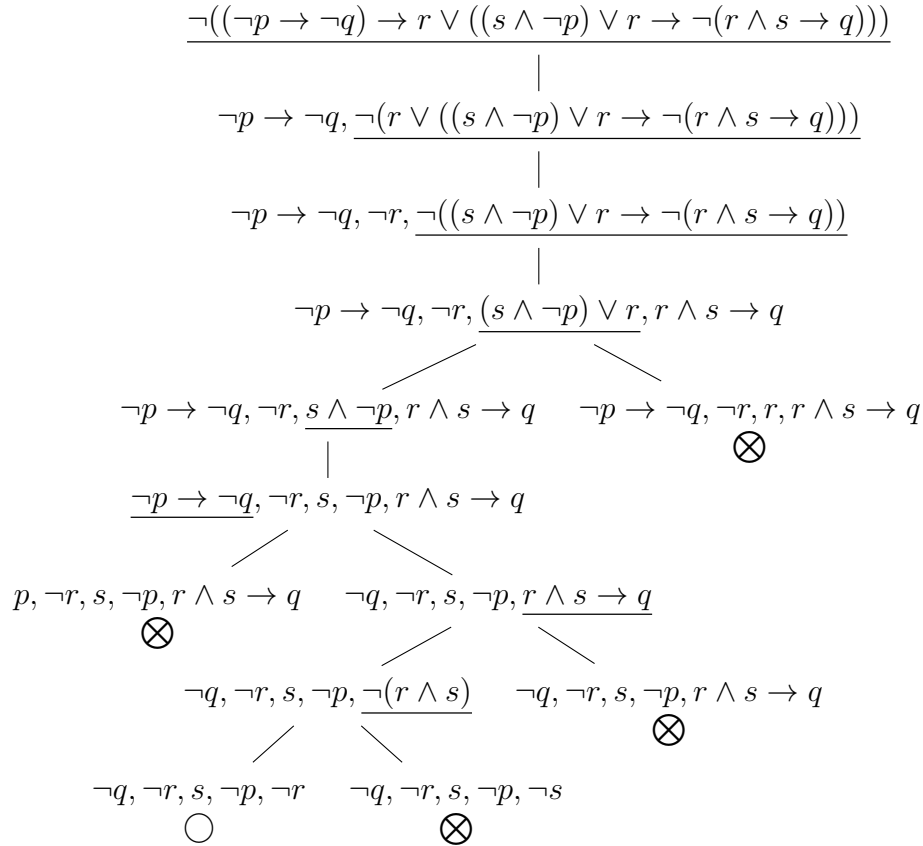 ¬((¬p → ¬q) → r ∨ ((s ∧ ¬p) ∨ r → ¬(r ∧ s → q)))
¬p → ¬q, ¬(r ∨ ((s ∧ ¬p) ∨ r → ¬(r ∧ s → q)))
¬p → ¬q, ¬r, ¬((s ∧ ¬p) ∨ r → ¬(r ∧ s → q))
¬p → ¬q, ¬r, (s ∧ ¬p) ∨ r, r ∧ s → q
¬p → ¬q, ¬r, s ∧ ¬p, r ∧ s → q ¬p → ¬q, ¬r, r, r ∧ s → q
¬p → ¬q, ¬r, s, ¬p, r ∧ s → q
p, ¬r, s, ¬p, r ∧ s → q ¬q, ¬r, s, ¬p, r ∧ s → q
¬q, ¬r, s, ¬p, ¬(r ∧ s) ¬q, ¬r, s, ¬p, r ∧ s → q
¬q, ¬r, s, ¬p, ¬r ¬q, ¬r, s, ¬p, ¬s